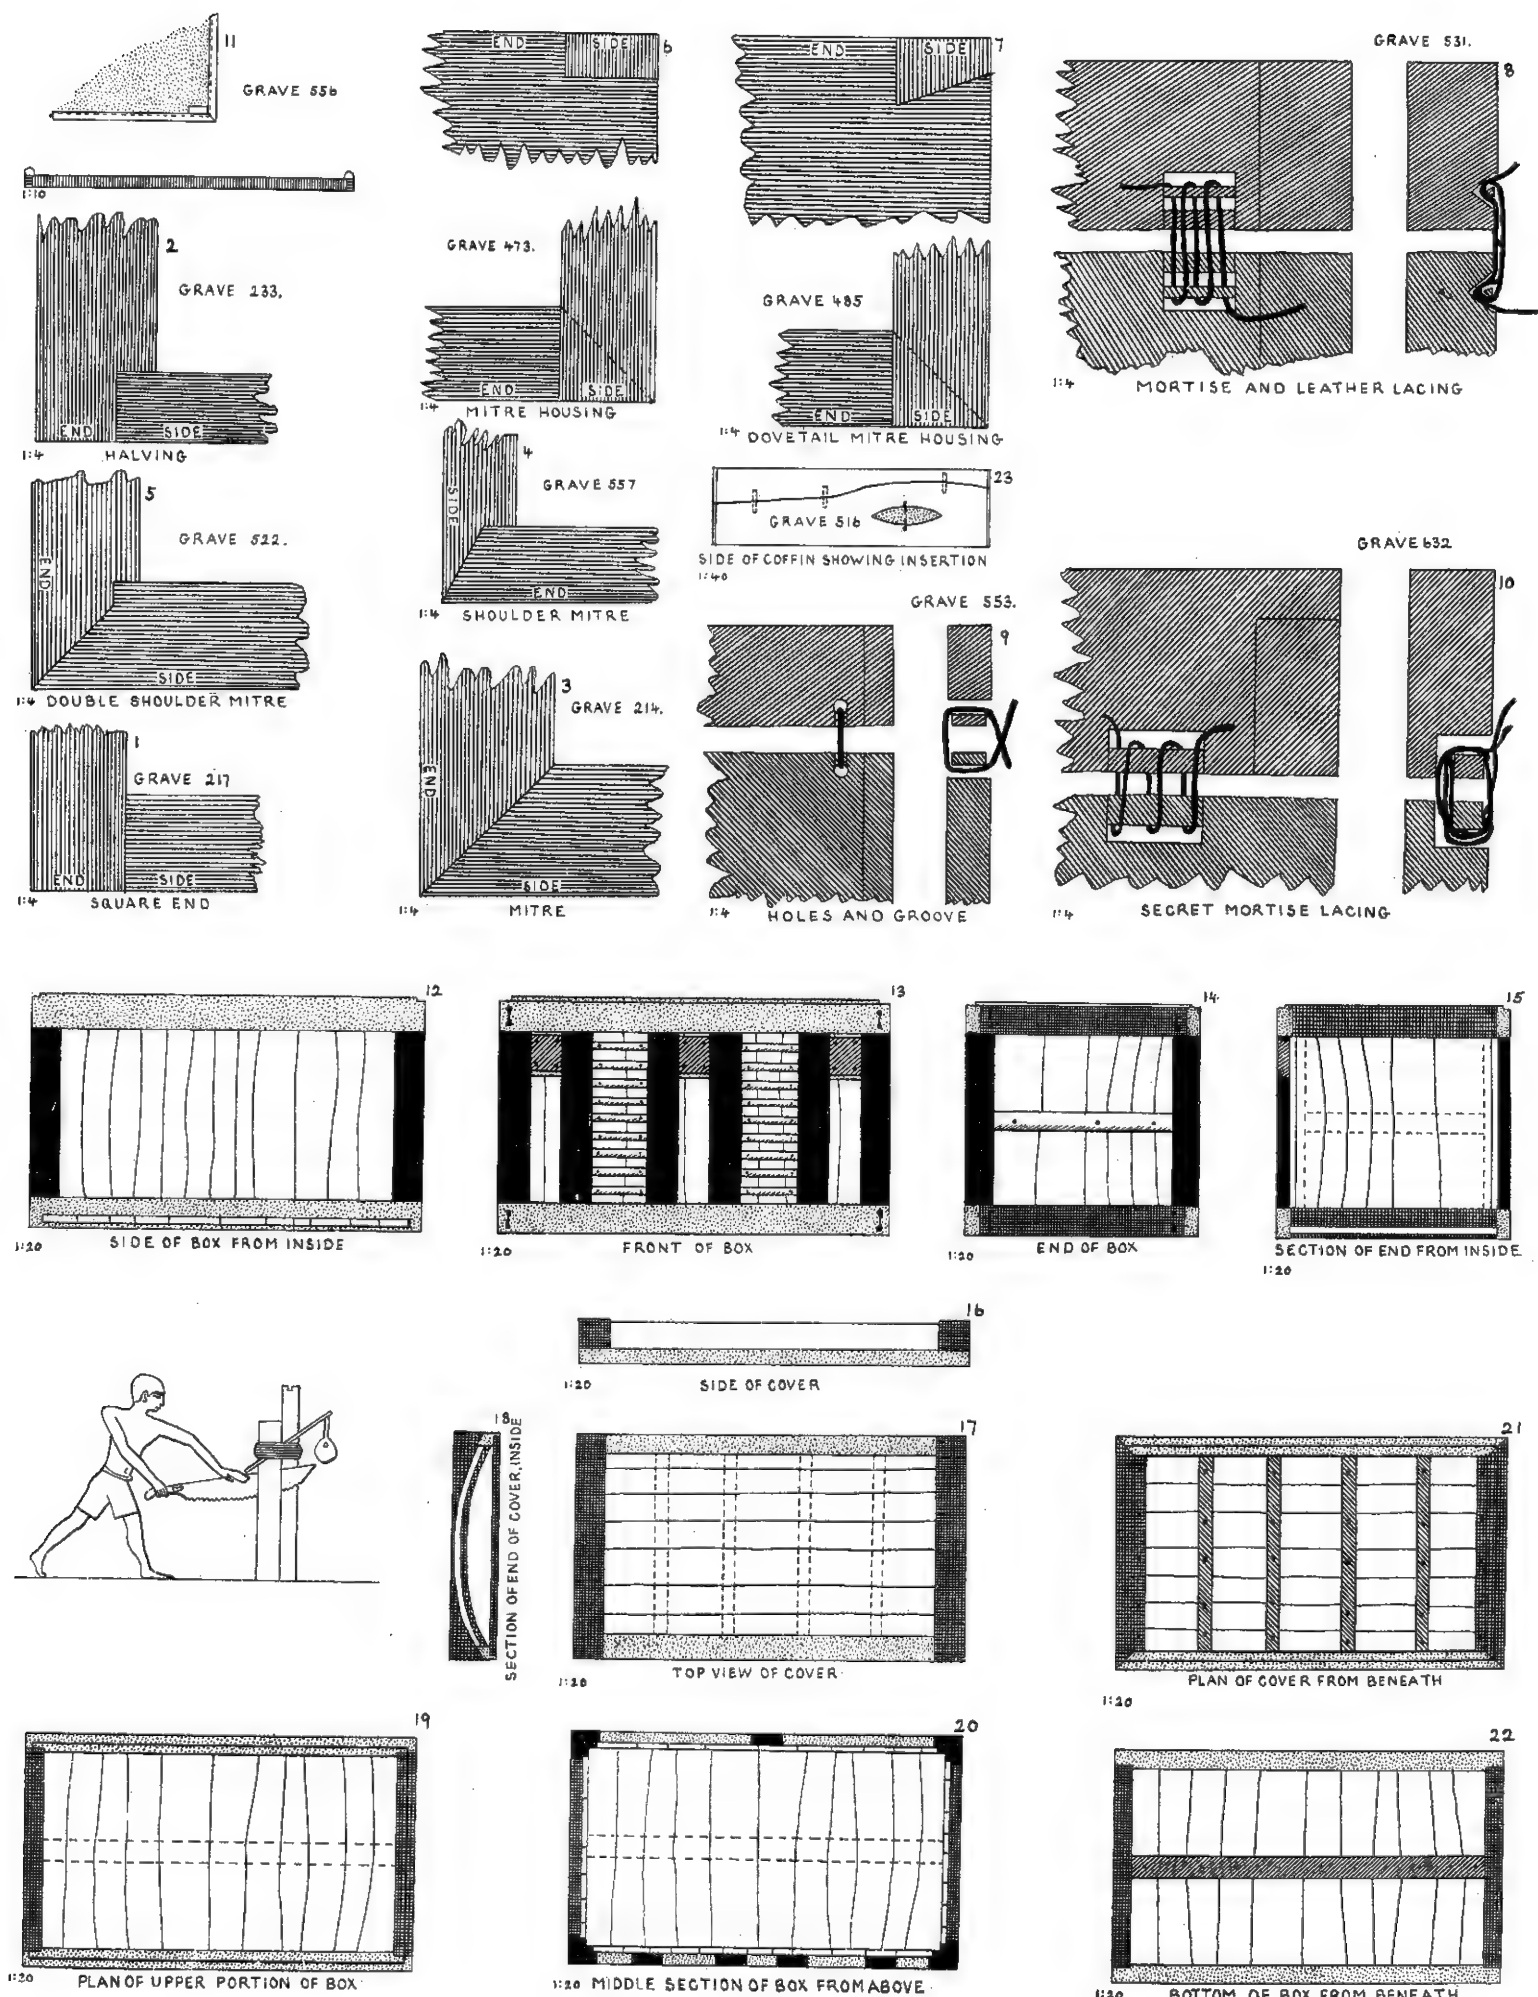 11
GRAVE 556
1:10
2
GRAVE 233.
END
SIDE
1:4
HALVING
5
GRAVE 522.
END
SIDE
1:4 DOUBLE SHOULDER MITRE
1
GRAVE 217
END
SIDE
1:4
SQUARE END
6
END
SIDE
GRAVE 473.
END
SIDE
1:4
MITRE HOUSING
4
SIDE
GRAVE 557
END
1:4
SHOULDER MITRE
3
GRAVE 214.
END
SIDE
1:4
MITRE
7
END
SIDE
GRAVE 485
END
SIDE
1:4 DOVETAIL MITRE HOUSING
23
GRAVE 516
SIDE OF COFFIN SHOWING INSERTION
1:40
GRAVE 553.
9
1:4
HOLES AND GROOVE
GRAVE 531.
8
1:4
MORTISE AND LEATHER LACING
GRAVE 632
10
1:4
SECRET MORTISE LACING
12
1:20
SIDE OF BOX FROM INSIDE
13
1:20
FRONT OF BOX
14
1:20
END OF BOX
15
SECTION OF END FROM INSIDE
1:20
16
1:20
SIDE OF COVER
18
SECTION OF END OF COVER, INSIDE
17
1:20
TOP VIEW OF COVER
21
PLAN OF COVER FROM BENEATH
1:20
19
1:20
PLAN OF UPPER PORTION OF BOX
20
1:20 MIDDLE SECTION OF BOX FROM ABOVE
22
1:20
BOTTOM OF BOX FROM BENEATH